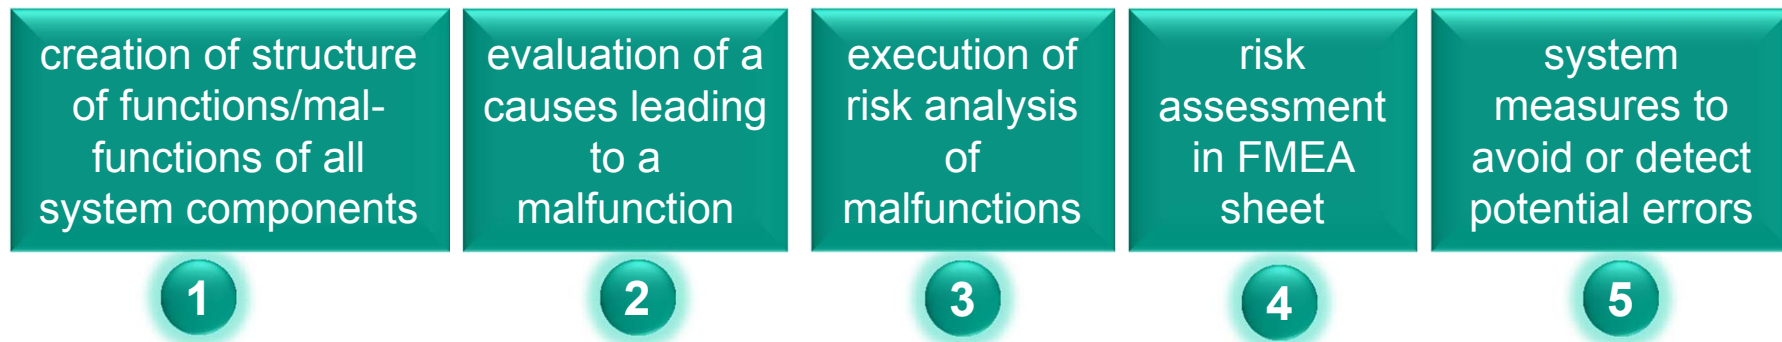 creation of structure
of functions/mal-
functions of all
system components
1
evaluation of a
causes leading
to a
malfunction
2
execution of
risk analysis
of
malfunctions
3
risk
assessment
in FMEA
sheet
4
system
measures to
avoid or detect
potential errors
5